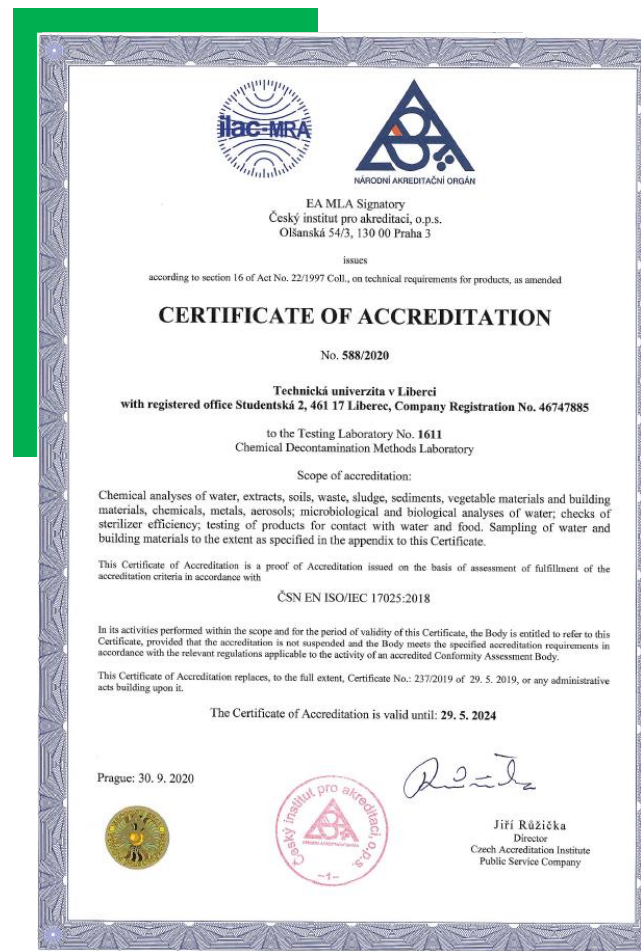 ilac-MRA
NÁRODNÍ AKREDITAČNÍ ORGÁN
EA MLA Signatory
Český institut pro akreditaci, o.p.s.
Olšanská 54/3, 130 00 Praha 3
issues
according to section 16 of Act No. 22/1997 Coll., on technical requirements for products, as amended
CERTIFICATE OF ACCREDITATION
No. 588/2020
Technická univerzita v Liberci
with registered office Studentská 2, 461 17 Liberec, Company Registration No. 46747885
to the Testing Laboratory No. 1611
Chemical Decontamination Methods Laboratory
Scope of accreditation:
Chemical analyses of water, extracts, soils, waste, sludge, sediments, vegetable materials and building
materials, chemicals, metals, aerosols; microbiological and biological analyses of water; checks of
sterilizer efficiency; testing of products for contact with water and food. Sampling of water and
building materials to the extent as specified in the appendix to this Certificate.
This Certificate of Accreditation is a proof of Accreditation issued on the basis of assessment of fulfillment of the
accreditation criteria in accordance with
ČSN EN ISO/IEC 17025:2018
In its activities performed within the scope and for the period of validity of this Certificate, the Body is entitled to refer to this
Certificate, provided that the accreditation is not suspended and the Body meets the specified accreditation requirements in
accordance with the relevant regulations applicable to the activity of an accredited Conformity Assessment Body.
This Certificate of Accreditation replaces, to the full extent, Certificate No.: 237/2019 of 29. 5. 2019, or any administrative
acts building upon it.
The Certificate of Accreditation is valid until: 29. 5. 2024
Prague: 30. 9. 2020
Český institut pro akreditaci o.p.s.
-1-
Jiří Růžička
Director
Czech Accreditation Institute
Public Service Company